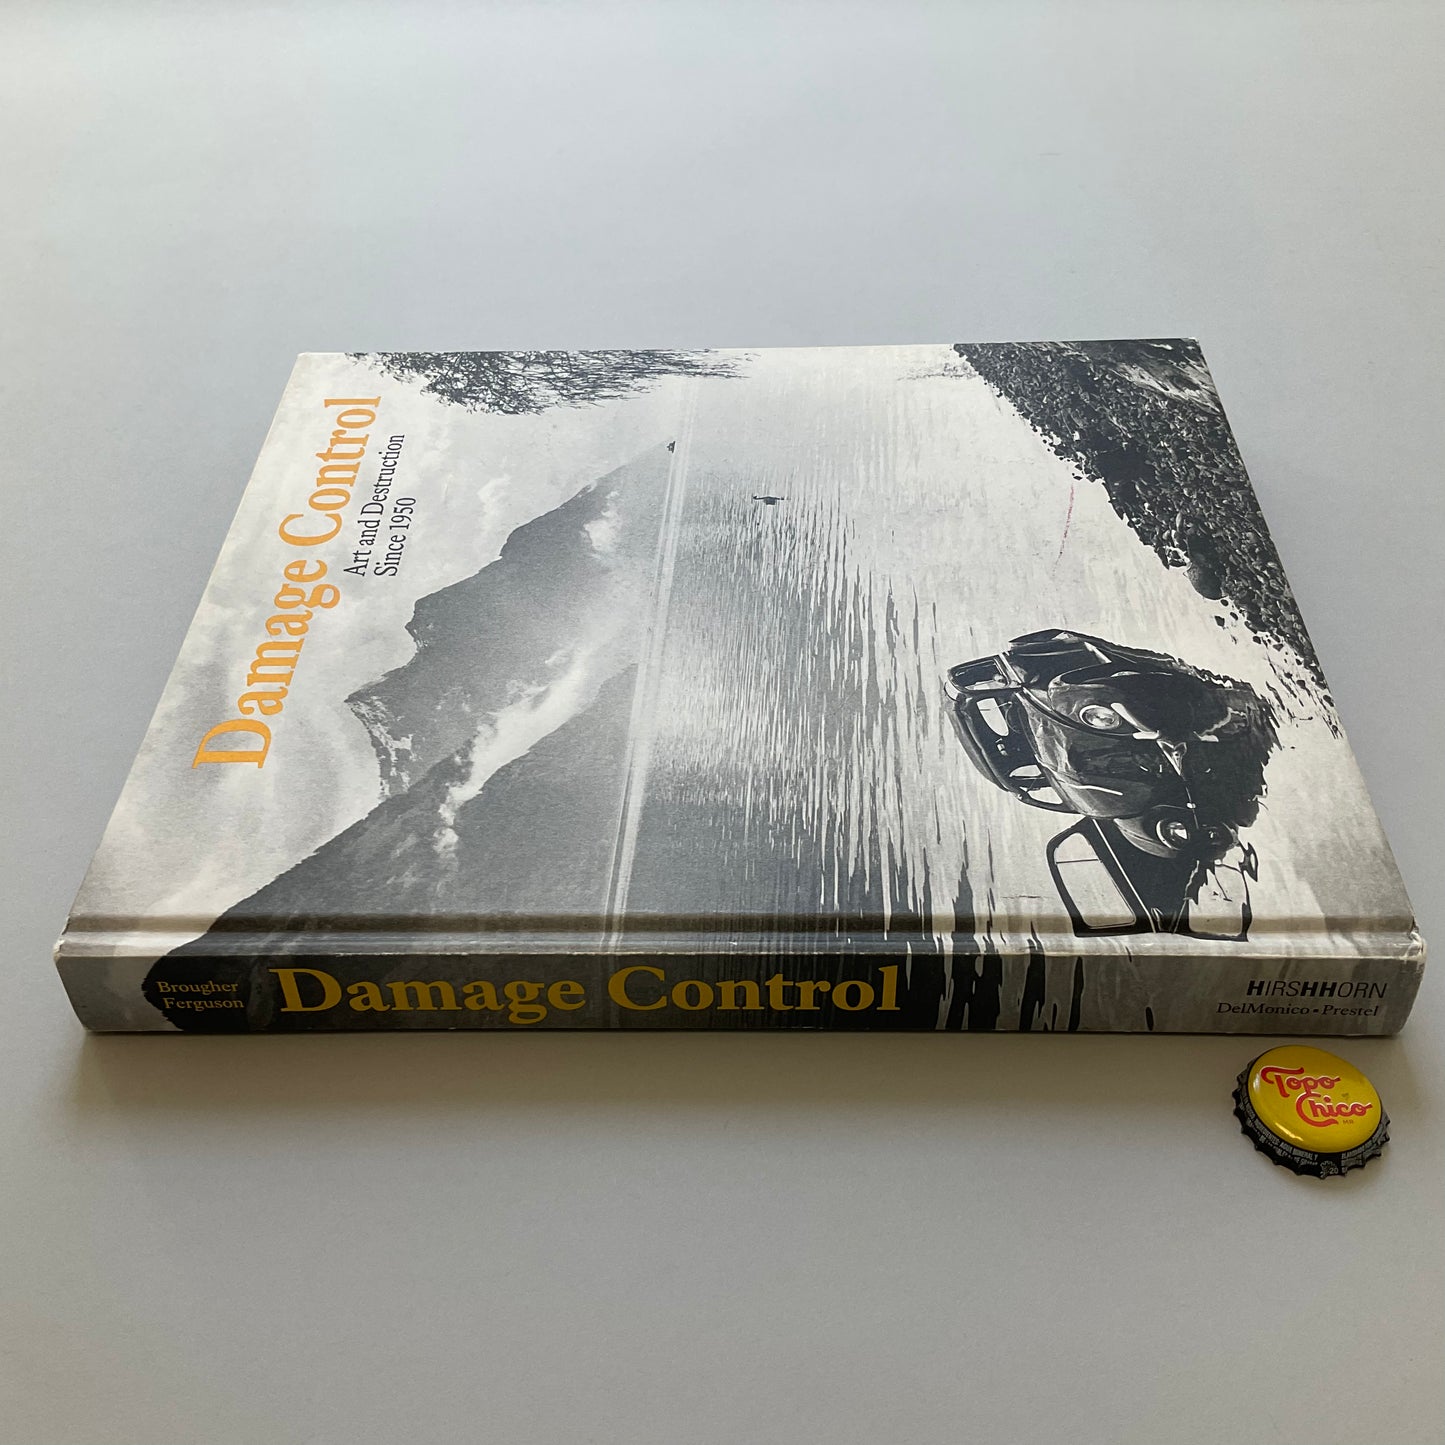 Damage Control
Art and Destruction
Since 1950
Brougher
Ferguson
Damage Control
HIRSHHORN
DelMonico • Prestel
Topo
Chico